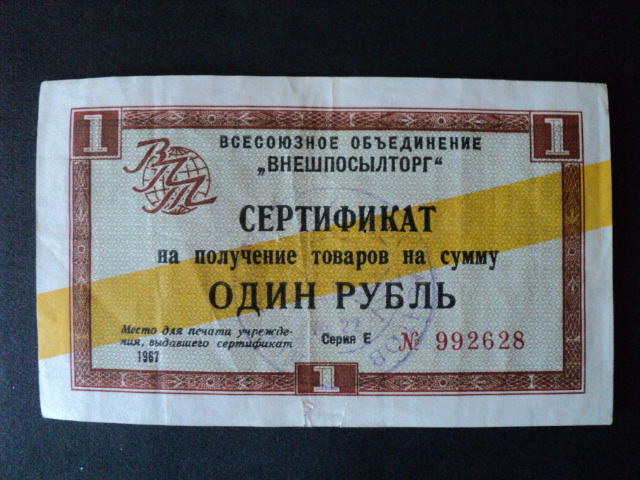 1 1
ВПТ
ВСЕСОЮЗНОЕ ОБЪЕДИНЕНИЕ
„ВНЕШПОСЫЛТОРГ“
СЕРТИФИКАТ
на получение товаров на сумму
ОДИН РУБЛЬ
Место для печати учрежде-
ния, выдавшего сертификат
1967
Серия Е № 992628
1